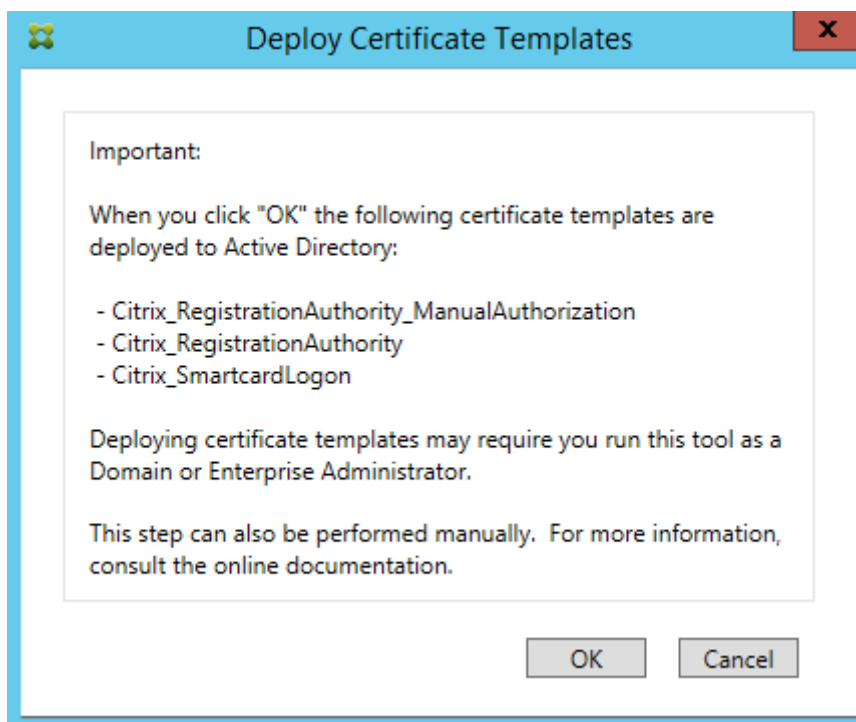 Deploy Certificate Templates
x
Important:
When you click "OK" the following certificate templates are
deployed to Active Directory:
- Citrix_RegistrationAuthority_ManualAuthorization
- Citrix_RegistrationAuthority
- Citrix_SmartcardLogon
Deploying certificate templates may require you run this tool as a
Domain or Enterprise Administrator.
This step can also be performed manually.  For more information,
consult the online documentation.
OK
Cancel